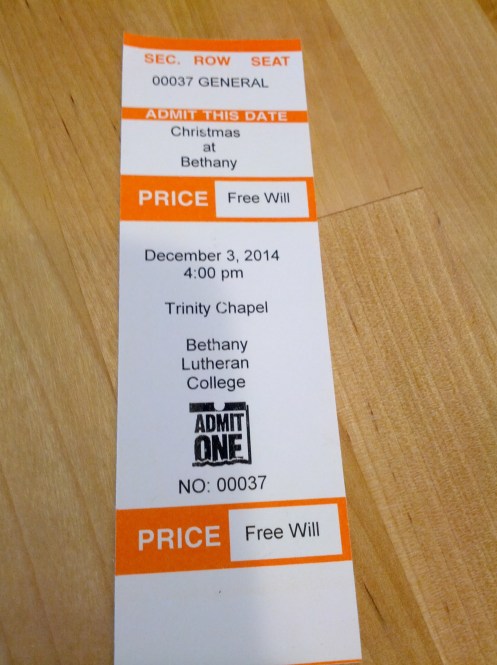 SEC. ROW SEAT
00037 GENERAL
ADMIT THIS DATE
Christmas
at
Bethany
PRICE Free Will
December 3, 2014
4:00 pm
Trinity Chapel
Bethany
Lutheran
College
ADMIT
ONE
NO: 00037
PRICE Free Will